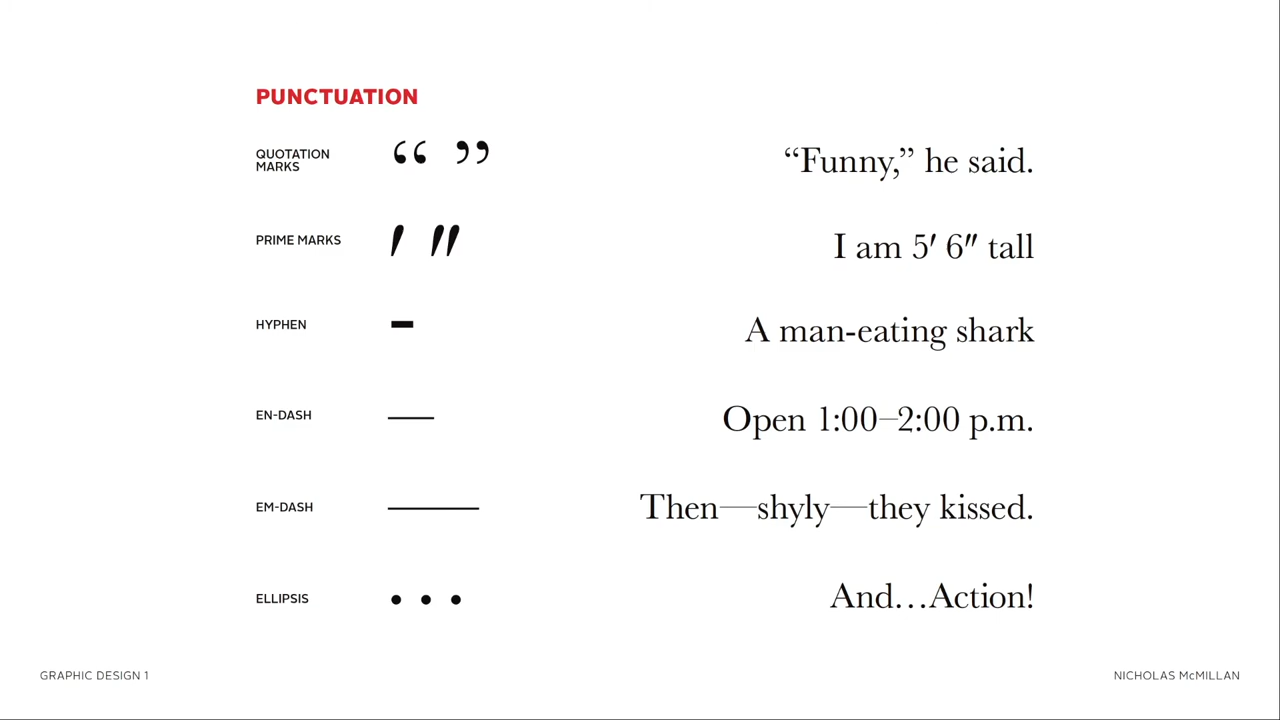 PUNCTUATION
QUOTATION
MARKS
“ ”
“Funny,” he said.
PRIME MARKS
′ ″
I am 5′ 6″ tall
HYPHEN
-
A man-eating shark
EN-DASH
–
Open 1:00–2:00 p.m.
EM-DASH
—
Then—shyly—they kissed.
ELLIPSIS
…
And…Action!
GRAPHIC DESIGN 1
NICHOLAS McMILLAN